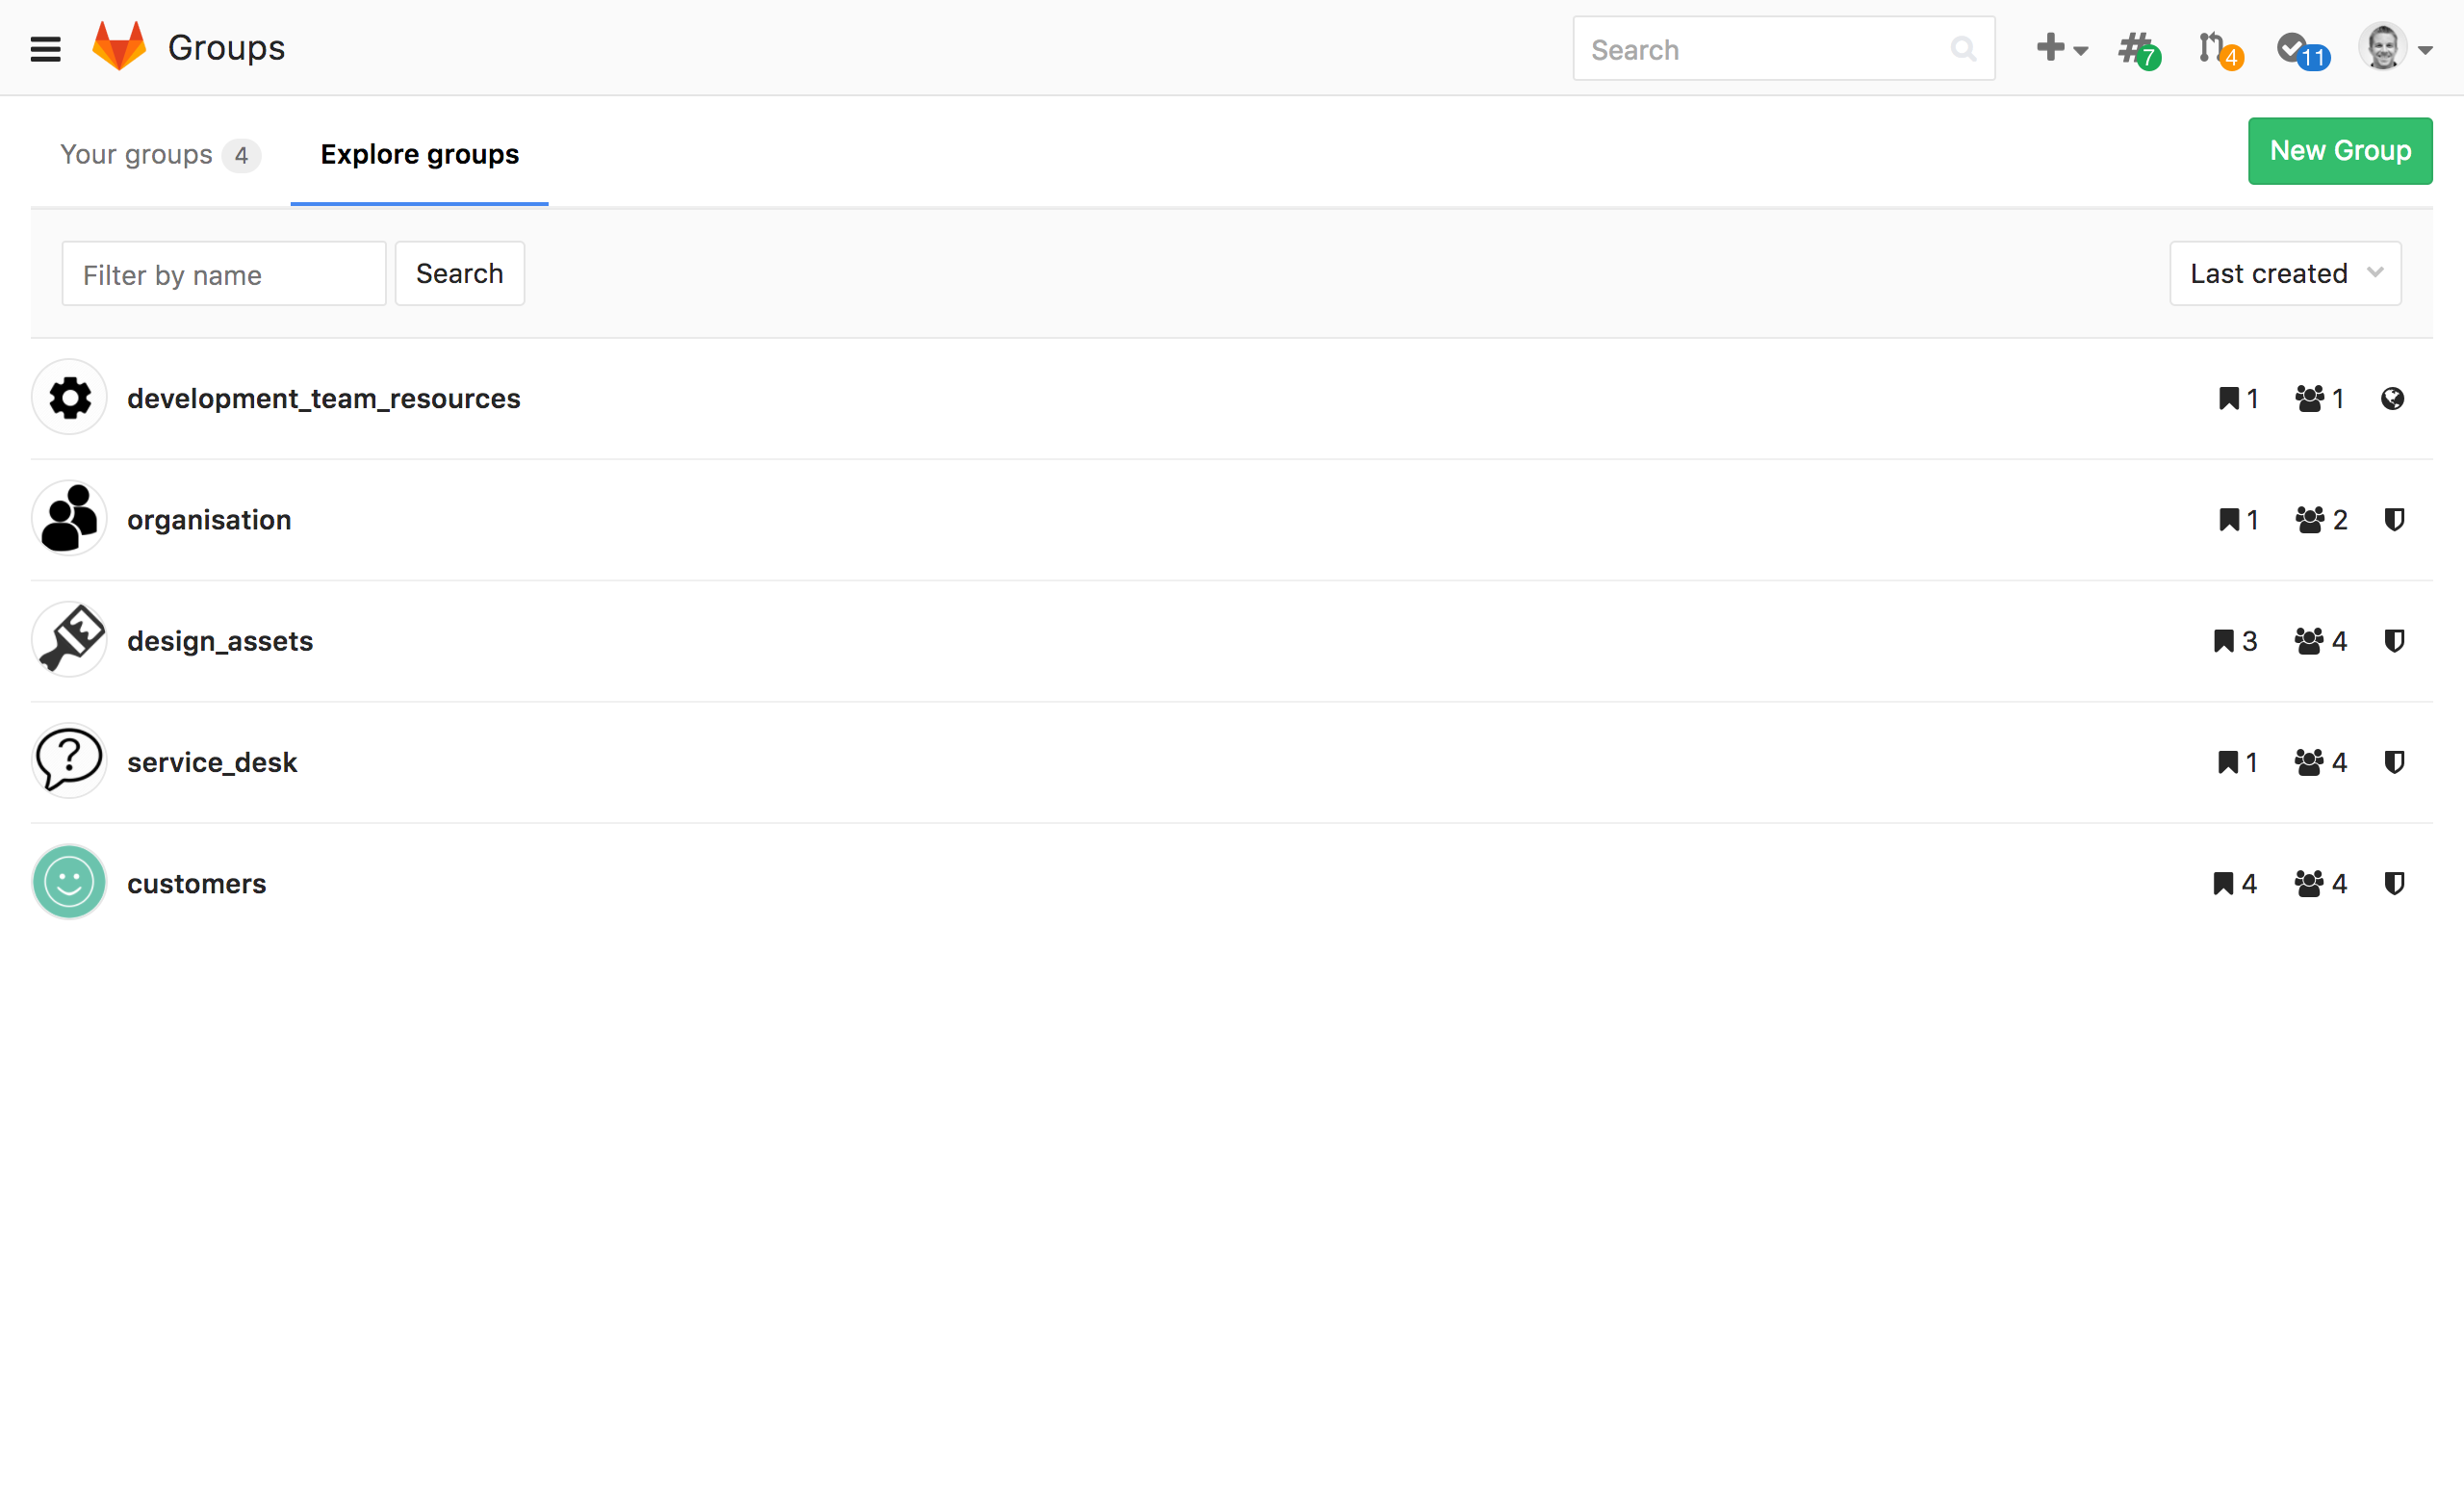 Groups
Search
7
4
11
Your groups 4
Explore groups
New Group
Filter by name
Search
Last created
development_team_resources
1
1
organisation
1
2
design_assets
3
4
?
service_desk
1
4
customers
4
4